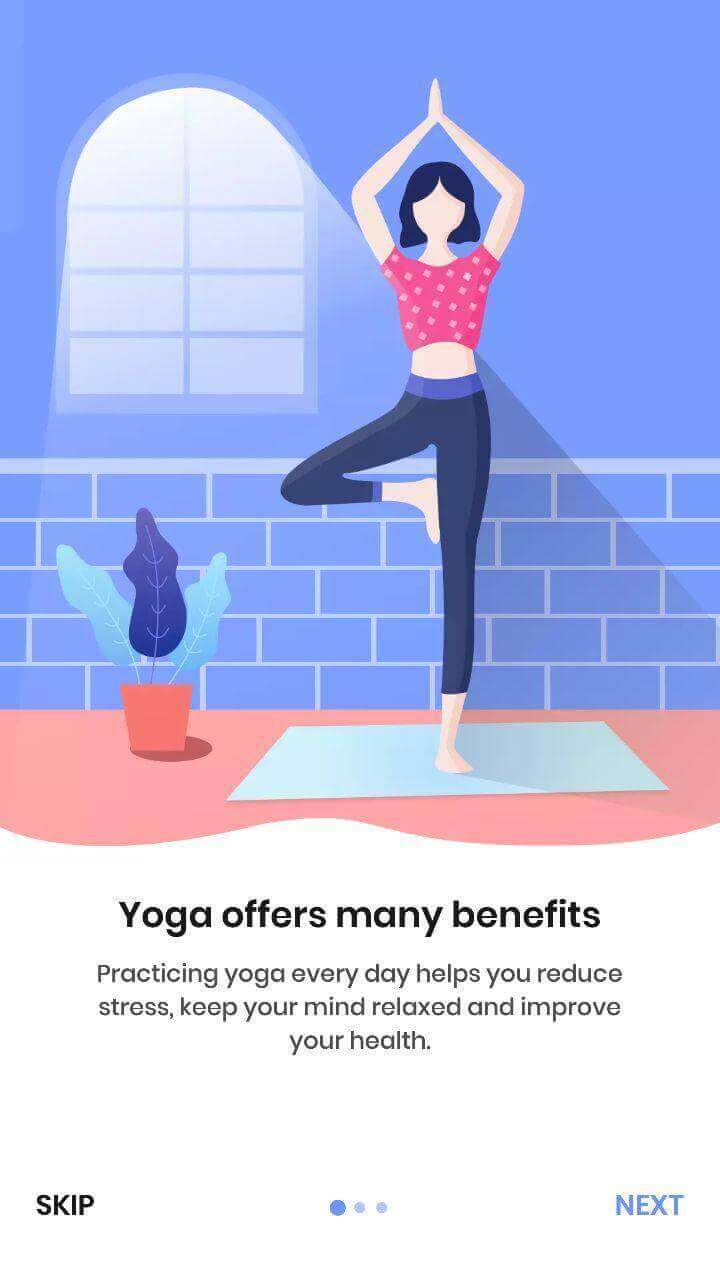 Yoga offers many benefits
Practicing yoga every day helps you reduce
stress, keep your mind relaxed and improve
your health.
SKIP
NEXT